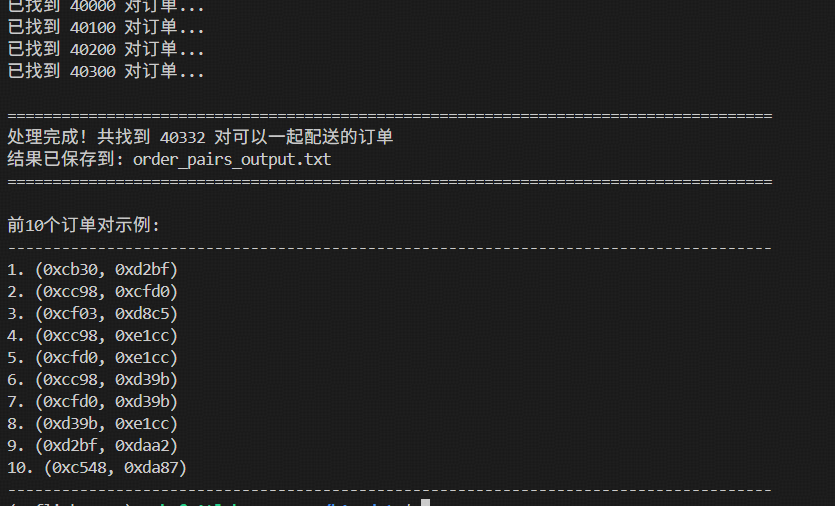 已找到 40000 对订单...
已找到 40100 对订单...
已找到 40200 对订单...
已找到 40300 对订单...
================================================================================
处理完成! 共找到 40332 对可以一起配送的订单
结果已保存到: order_pairs_output.txt
================================================================================
前10个订单对示例:
--------------------------------------------------------------------------------
1. (0xcb30, 0xd2bf)
2. (0xcc98, 0xcfd0)
3. (0xcf03, 0xd8c5)
4. (0xcc98, 0xe1cc)
5. (0xcfd0, 0xe1cc)
6. (0xcc98, 0xd39b)
7. (0xcfd0, 0xd39b)
8. (0xd39b, 0xe1cc)
9. (0xd2bf, 0xdaa2)
10. (0xc548, 0xda87)
--------------------------------------------------------------------------------